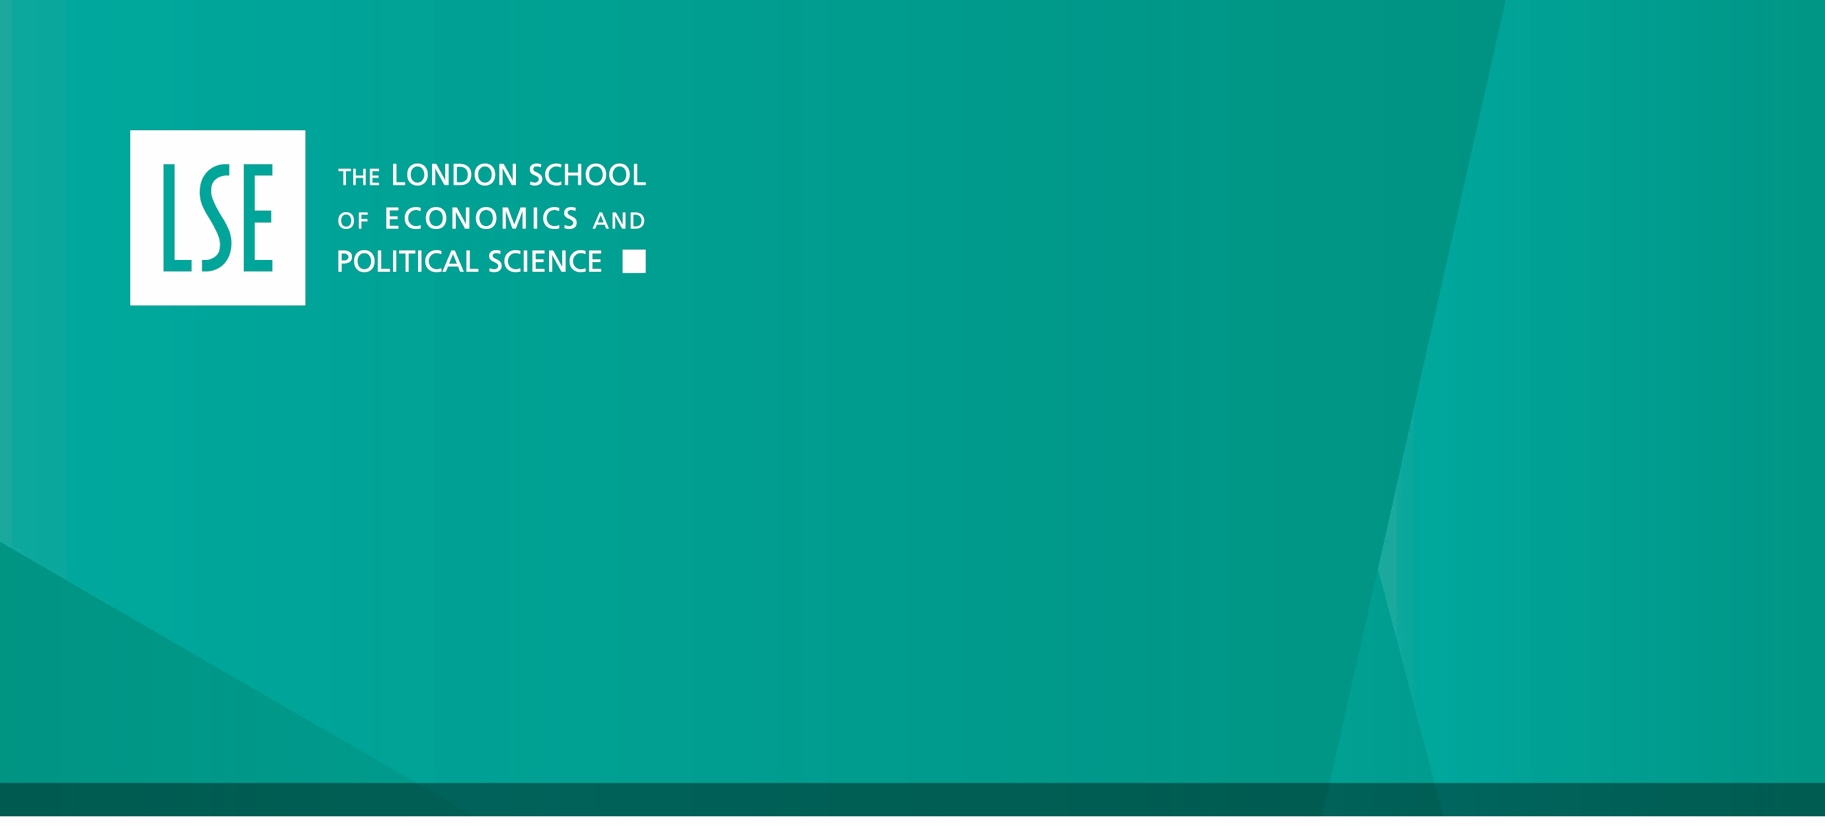 LSE
THE LONDON SCHOOL
OF ECONOMICS AND
POLITICAL SCIENCE